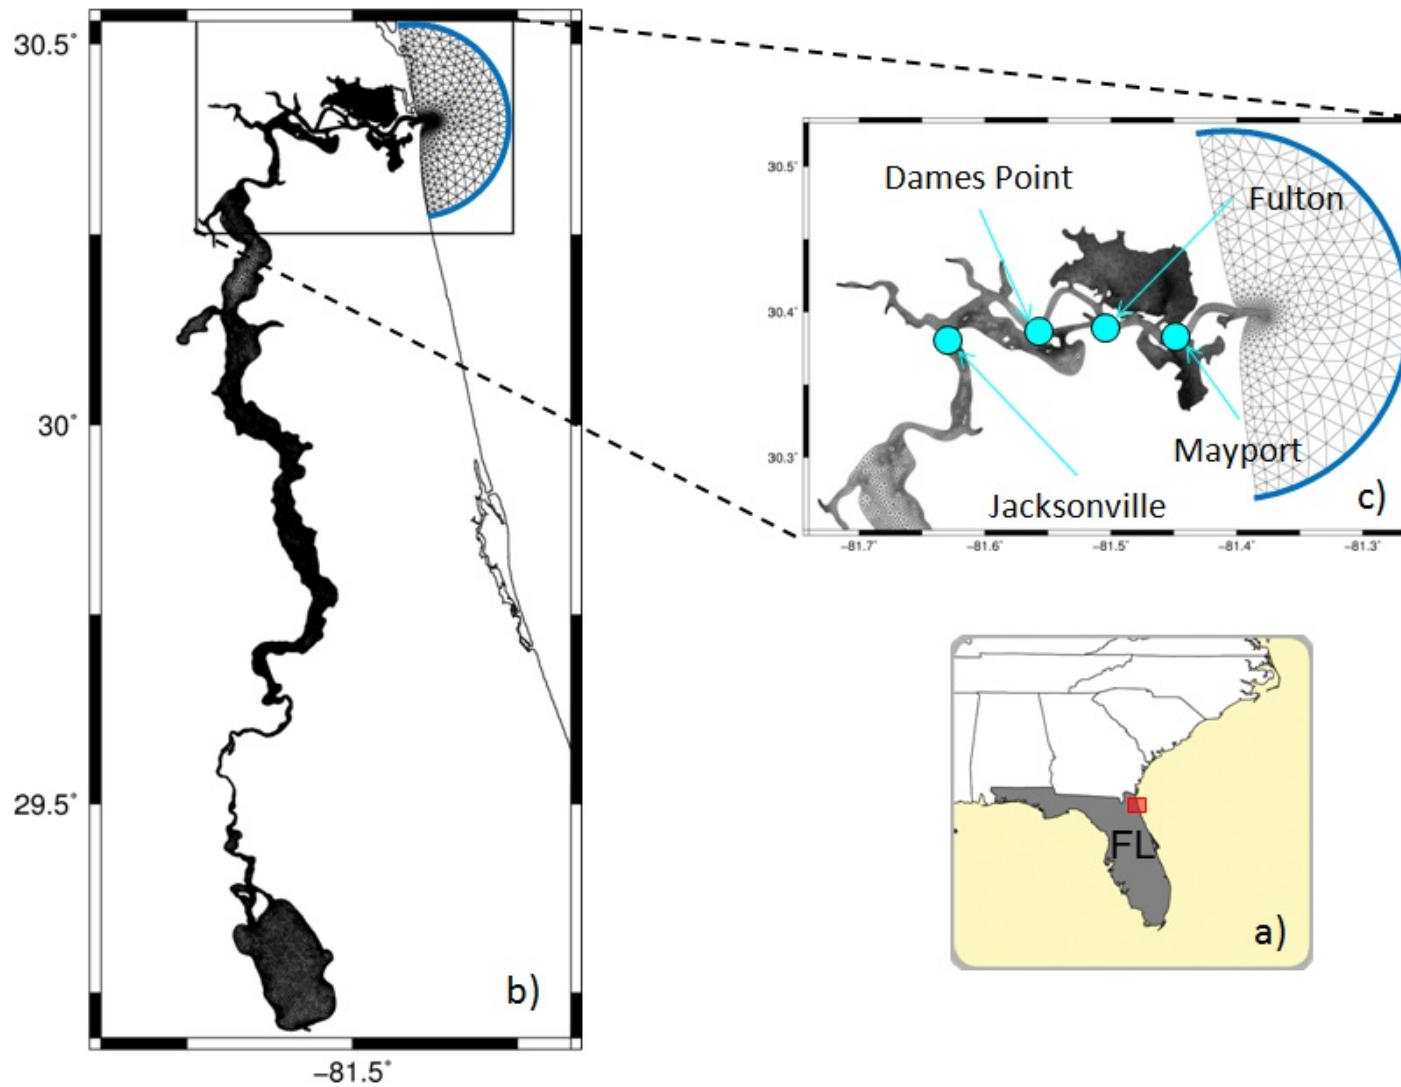 30.5˚
30˚
29.5˚
−81.5˚
b)
30.5˚
30.4˚
30.3˚
Dames Point
Fulton
Mayport
Jacksonville
c)
−81.7˚
−81.6˚
−81.5˚
−81.4˚
−81.3˚
FL
a)